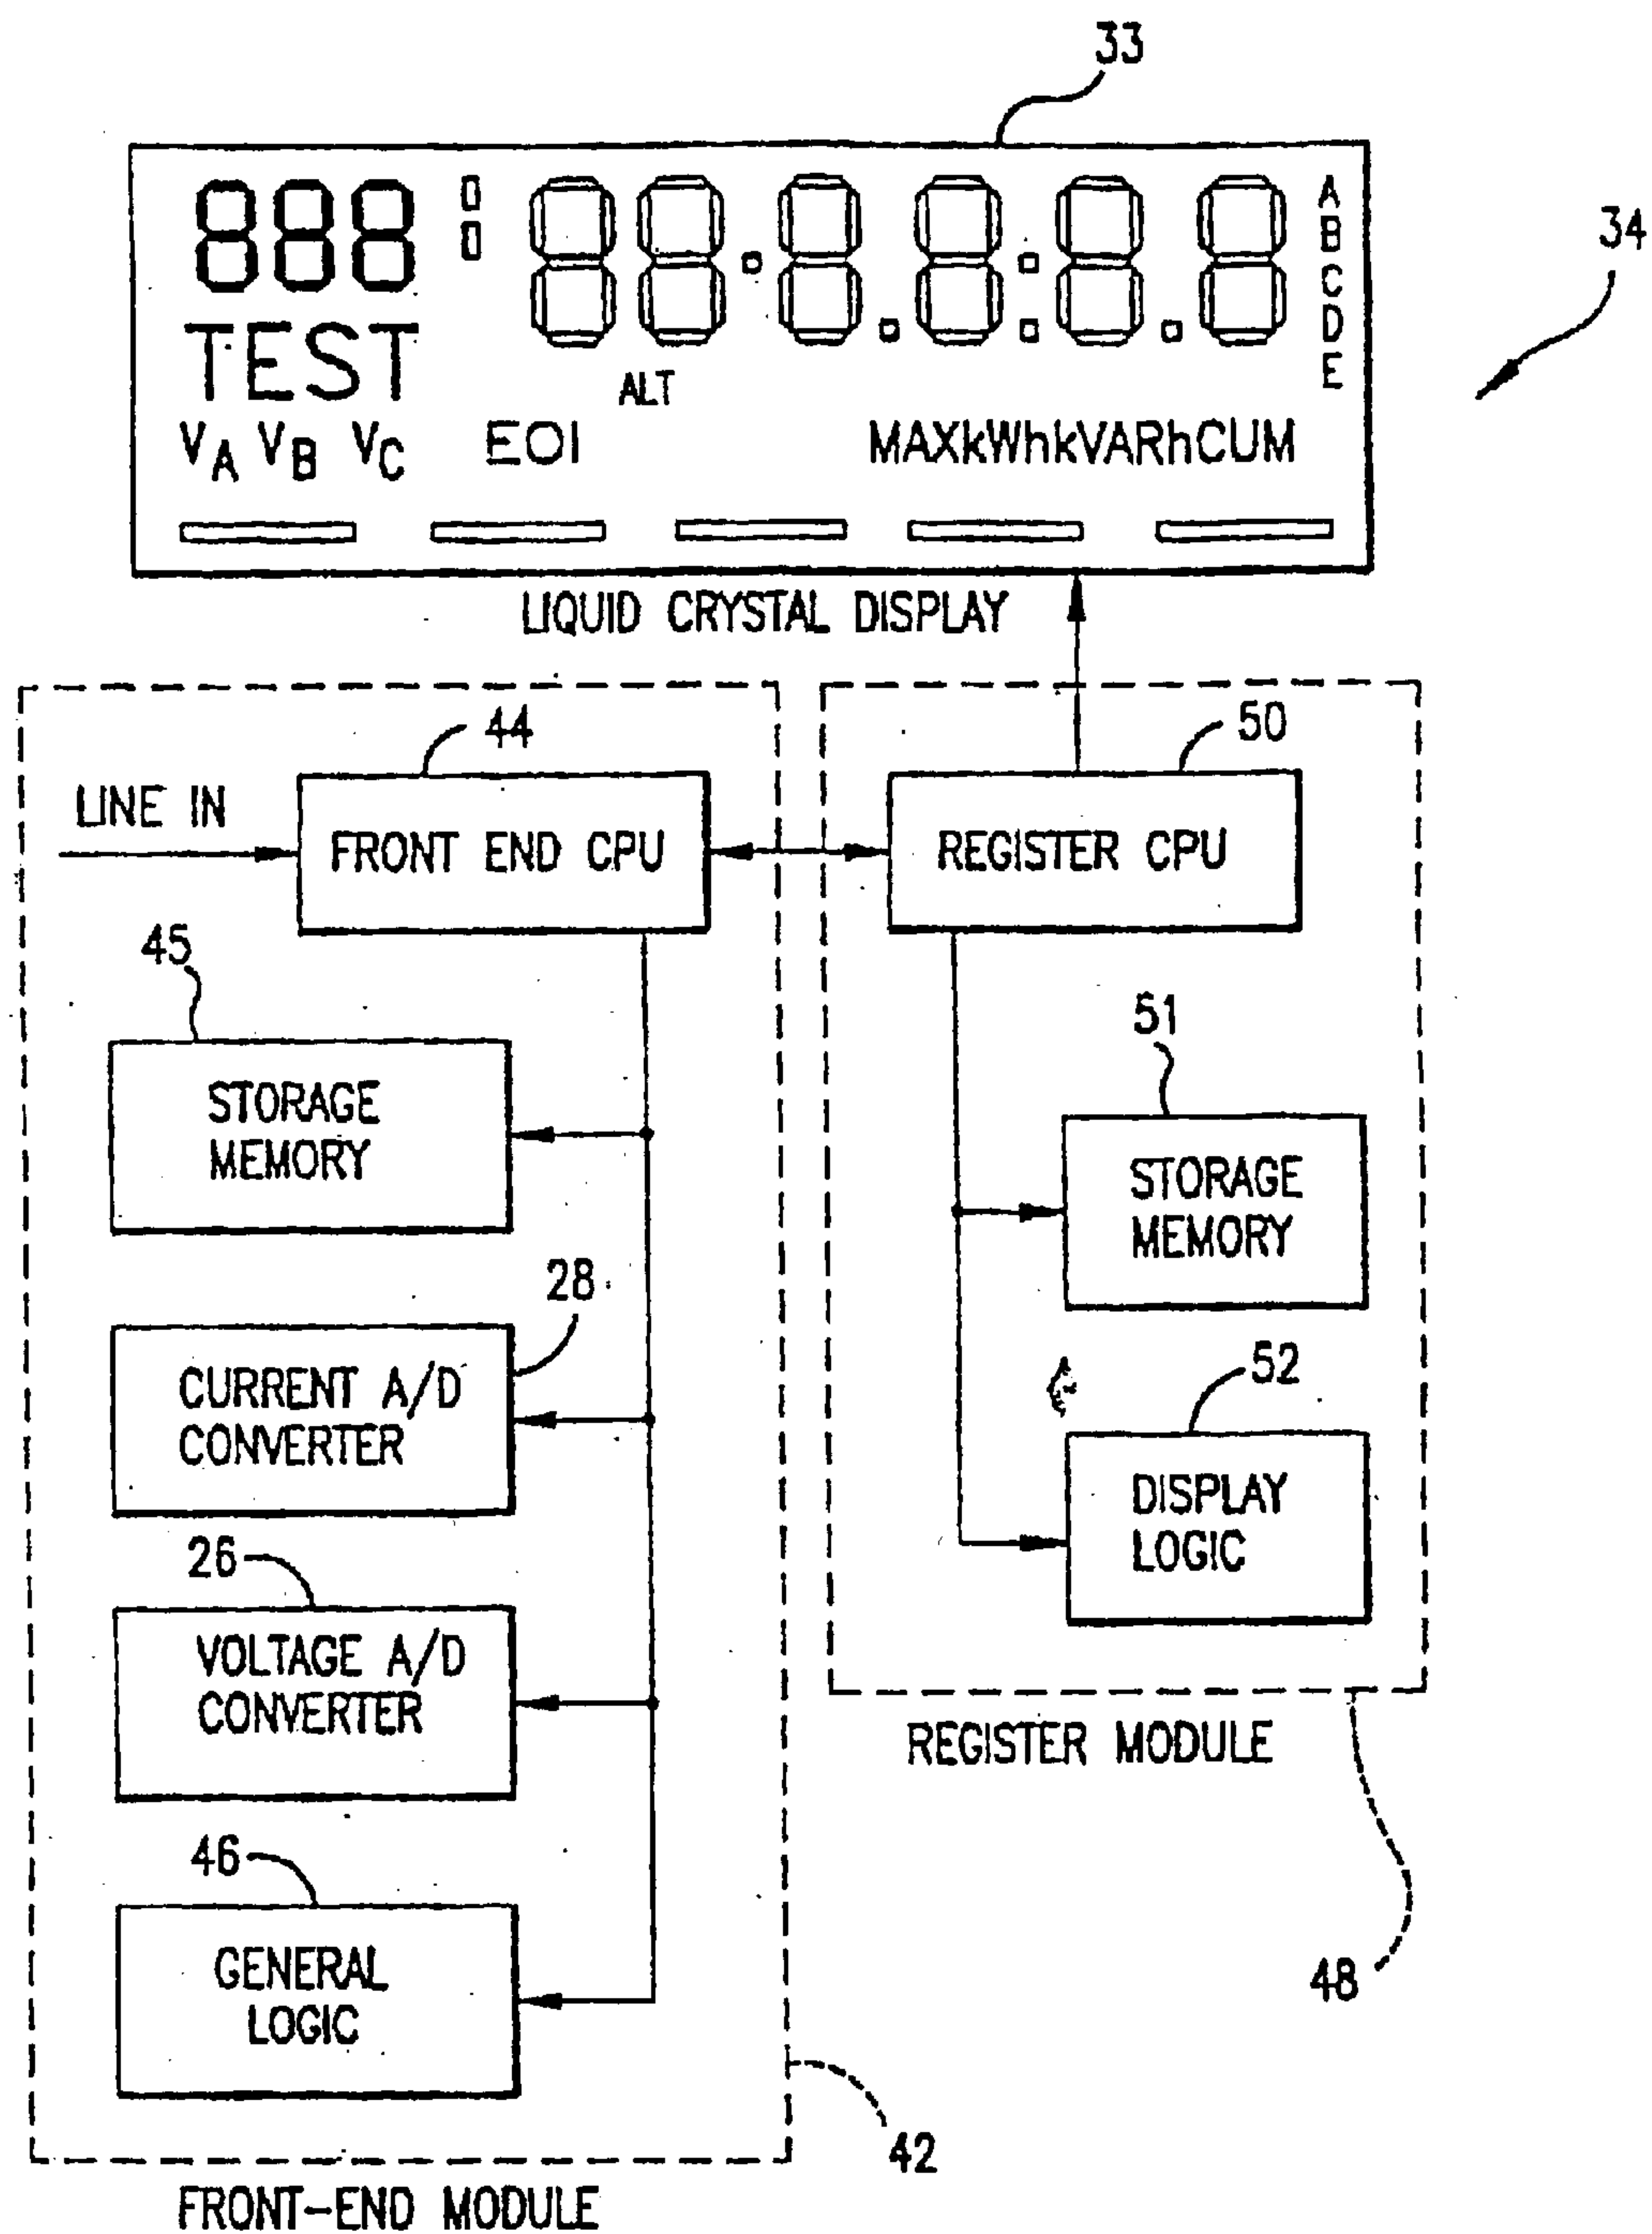 33
888 88.8.8:8.8 A
B
C
D
E
34
TEST
ALT
VA VB VC EOI MAXkWhkVARhCUM
LIQUID CRYSTAL DISPLAY
44
50
LINE IN
FRONT END CPU
REGISTER CPU
45
STORAGE
MEMORY
51
STORAGE
MEMORY
28
CURRENT A/D
CONVERTER
52
DISPLAY
LOGIC
26
VOLTAGE A/D
CONVERTER
REGISTER MODULE
46
GENERAL
LOGIC
48
42
FRONT-END MODULE